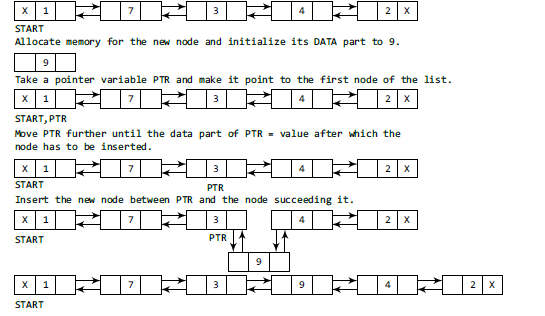 X 1 7 3 4 2 X
START
Allocate memory for the new node and initialize its DATA part to 9.
9
Take a pointer variable PTR and make it point to the first node of the list.
X 1 7 3 4 2 X
START,PTR
Move PTR further until the data part of PTR = value after which the
node has to be inserted.
X 1 7 3 4 2 X
START PTR
Insert the new node between PTR and the node succeeding it.
X 1 7 3 4 2 X
START PTR
9
X 1 7 3 9 4 2 X
START